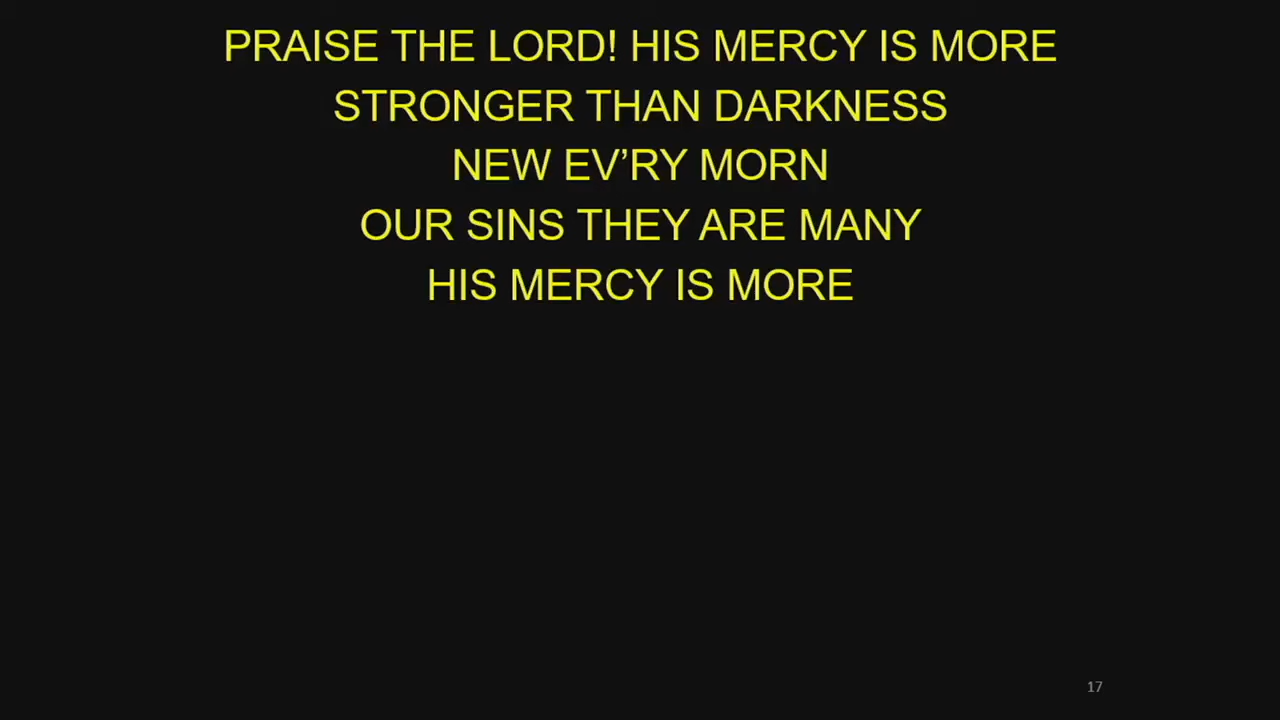 PRAISE THE LORD! HIS MERCY IS MORE
STRONGER THAN DARKNESS
NEW EV’RY MORN
OUR SINS THEY ARE MANY
HIS MERCY IS MORE
17